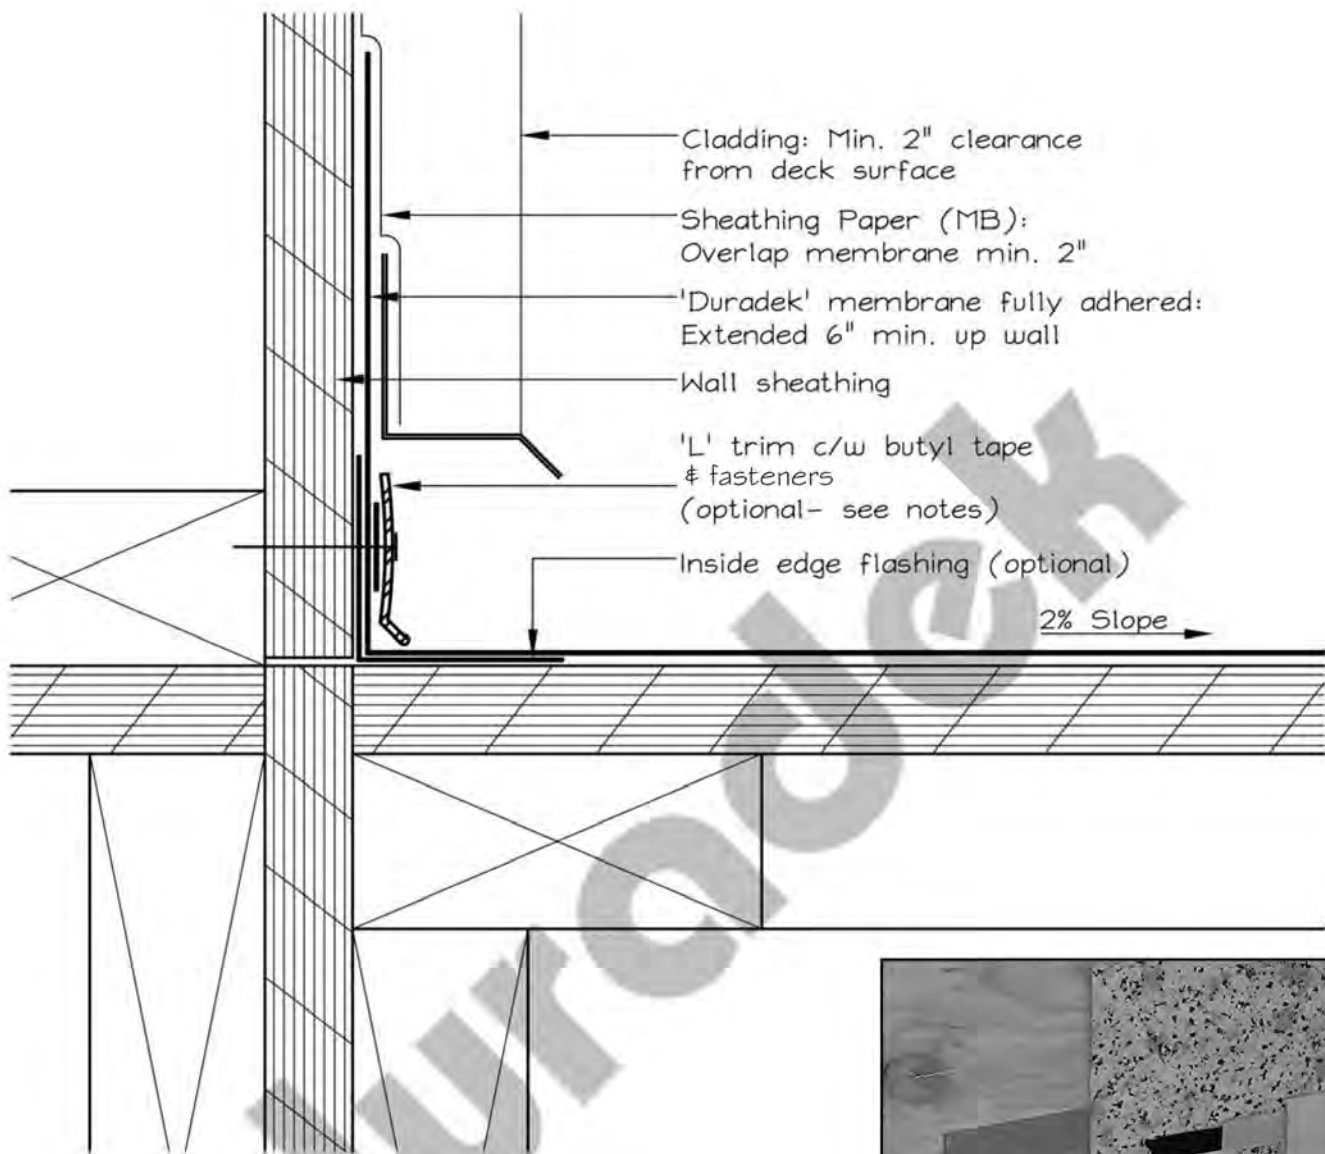 Cladding: Min. 2" clearance
from deck surface
Sheathing Paper (MB):
Overlap membrane min. 2"
'Duradek' membrane fully adhered:
Extended 6" min. up wall
Wall sheathing
'L' trim c/w butyl tape
& fasteners
(optional- see notes)
Inside edge flashing (optional)
2% Slope
uradek